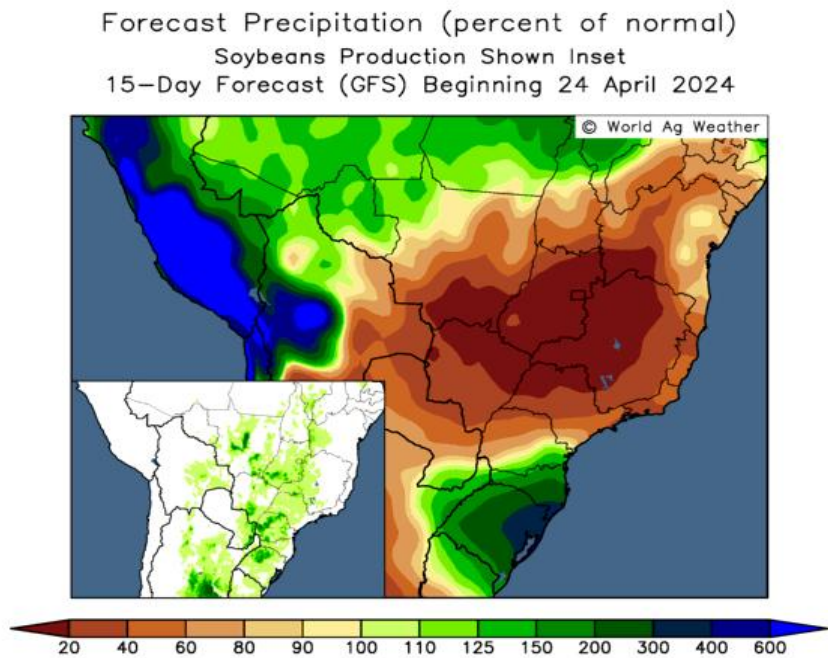 Forecast Precipitation (percent of normal)
Soybeans Production Shown Inset
15-Day Forecast (GFS) Beginning 24 April 2024
© World Ag Weather
20 40 60 80 90 100 110 125 150 200 300 400 600